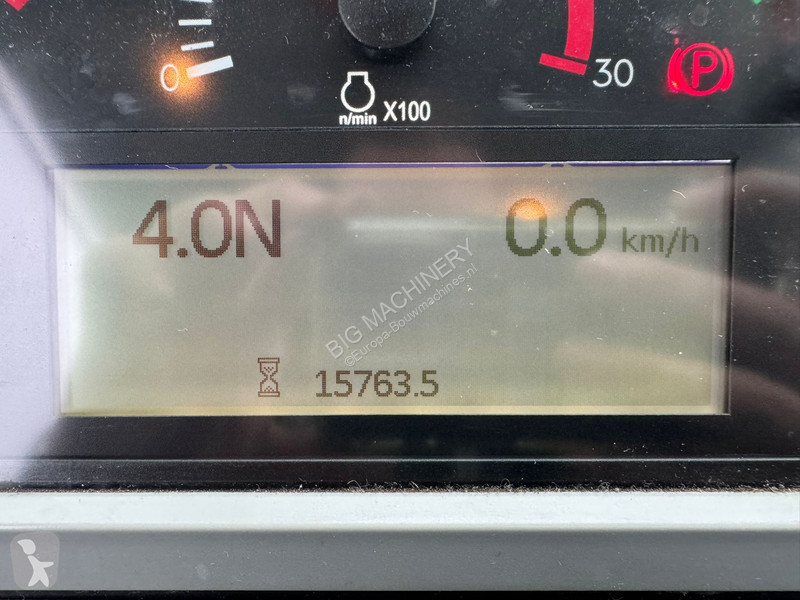 0
30
P
n/min X100
4.0N
0.0 km/h
15763.5
BIG MACHINERY
©Europa-Bouwmachines.nl